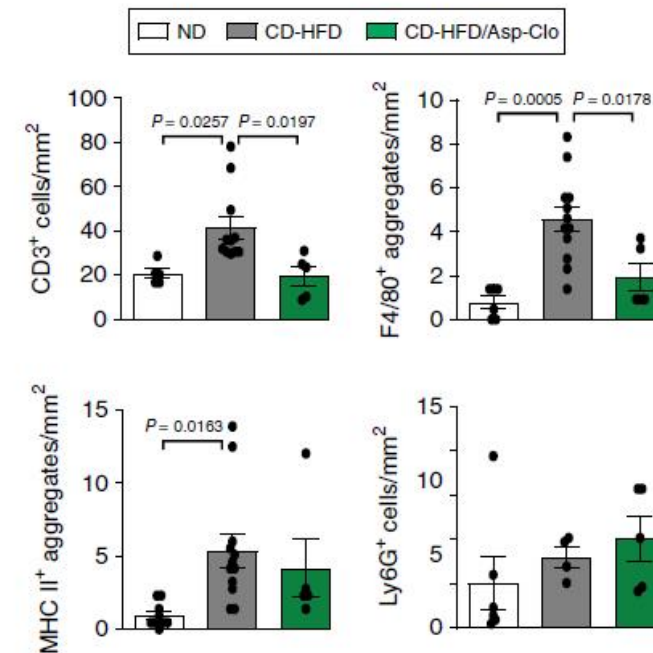 ND CD-HFD CD-HFD/Asp-Clo
CD3+ cells/mm2
100
80
60
40
20
0
P = 0.0257 P = 0.0197
F4/80+ aggregates/mm2
10
8
6
4
2
0
P = 0.0005 P = 0.0178
MHC II+ aggregates/mm2
15
10
5
0
P = 0.0163
Ly6G+ cells/mm2
15
10
5
0